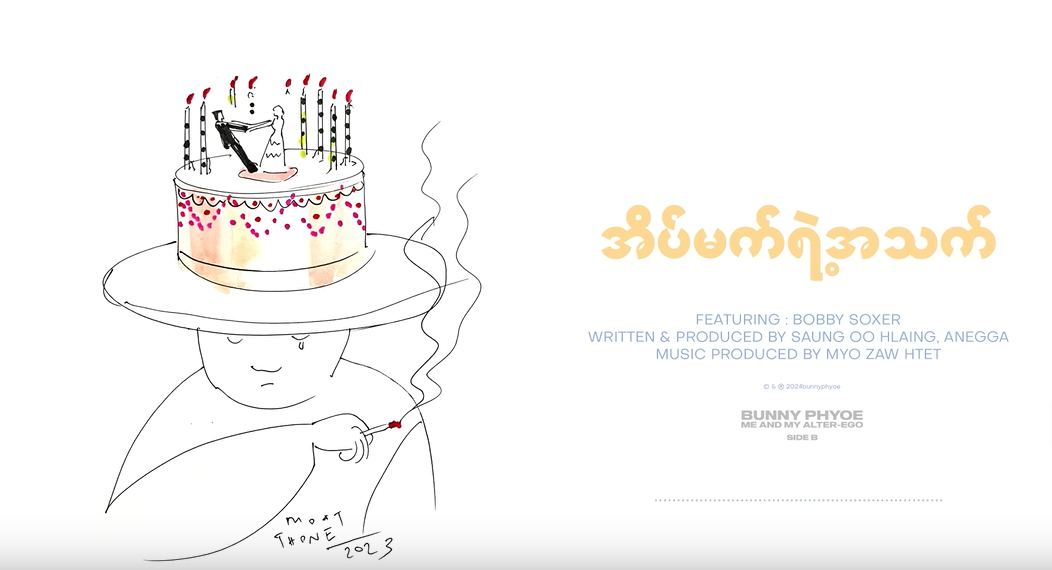 အိပ်မက်ရဲ့အသက်
FEATURING : BOBBY SOXER
WRITTEN & PRODUCED BY SAUNG OO HLAING, ANEGGA
MUSIC PRODUCED BY MYO ZAW HTET
© & ℗ 2024bunnyphyoe
BUNNY PHYOE
ME AND MY ALTER-EGO
SIDE B
MOAT
THONE
2023